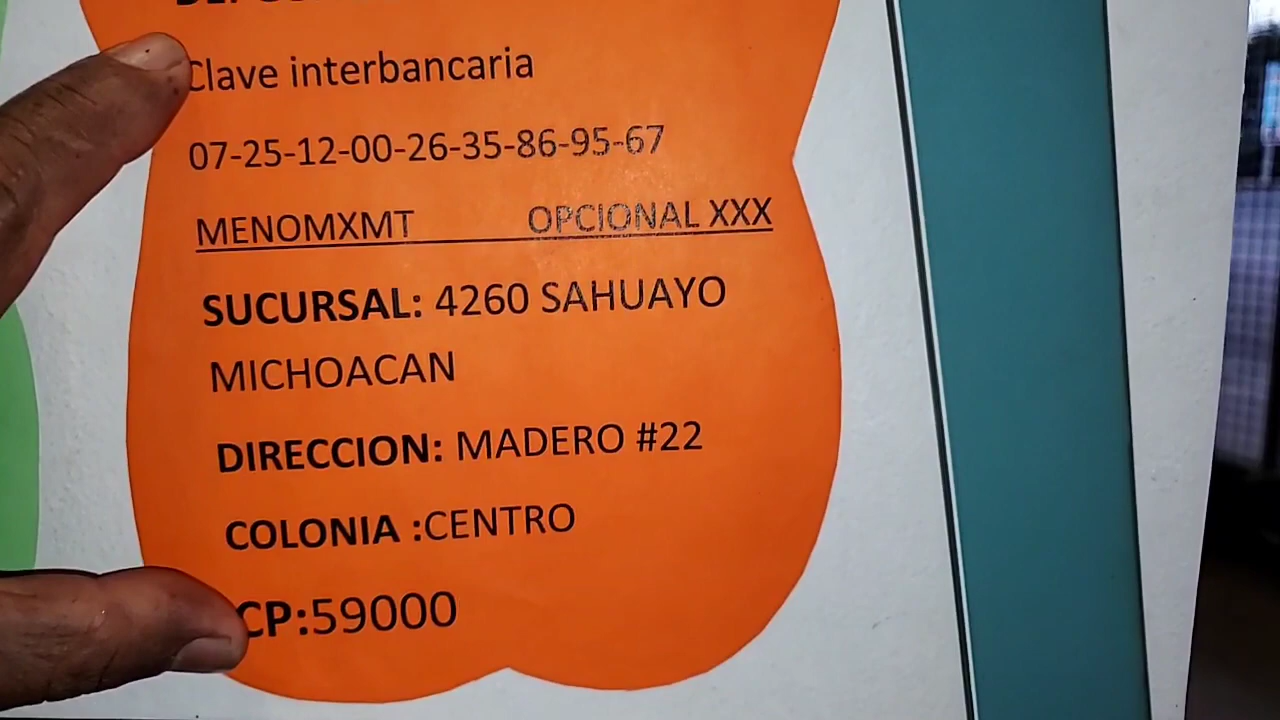 Clave interbancaria
07-25-12-00-26-35-86-95-67
MENOMXMT OPCIONAL XXX
SUCURSAL: 4260 SAHUAYO
MICHOACAN
DIRECCION: MADERO #22
COLONIA :CENTRO
CP:59000